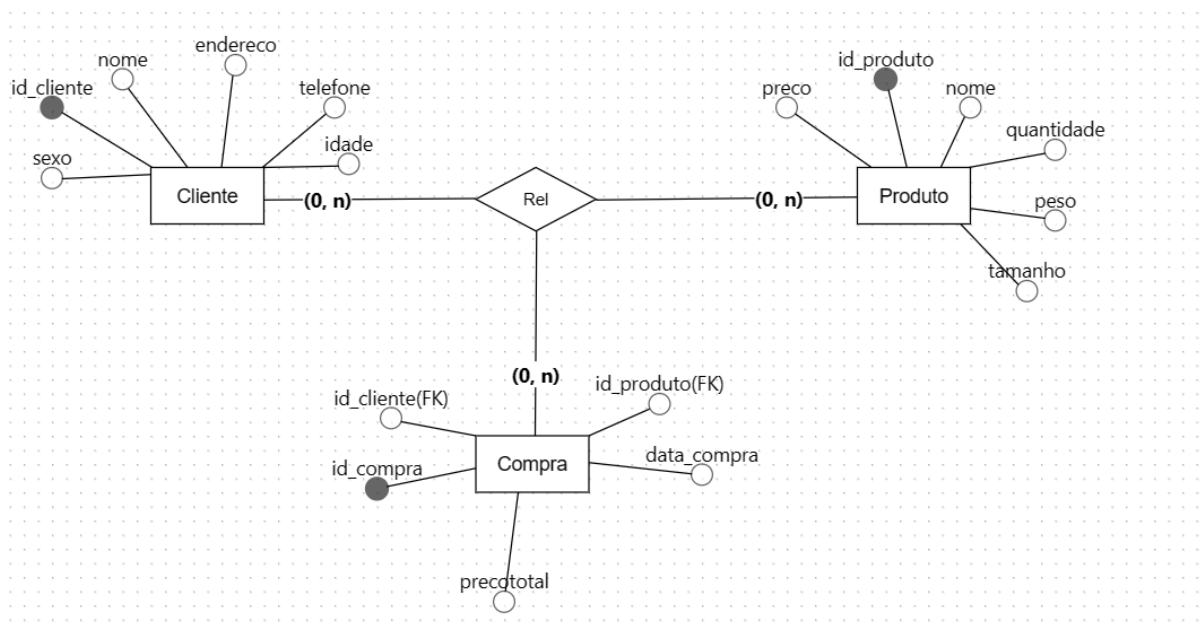 endereco
nome
id_cliente
telefone
idade
sexo
Cliente
(0, n)
Rel
(0, n)
id_produto
preco
nome
quantidade
Produto
peso
tamanho
(0, n)
id_cliente(FK)
id_produto(FK)
id_compra
Compra
data_compra
precototal